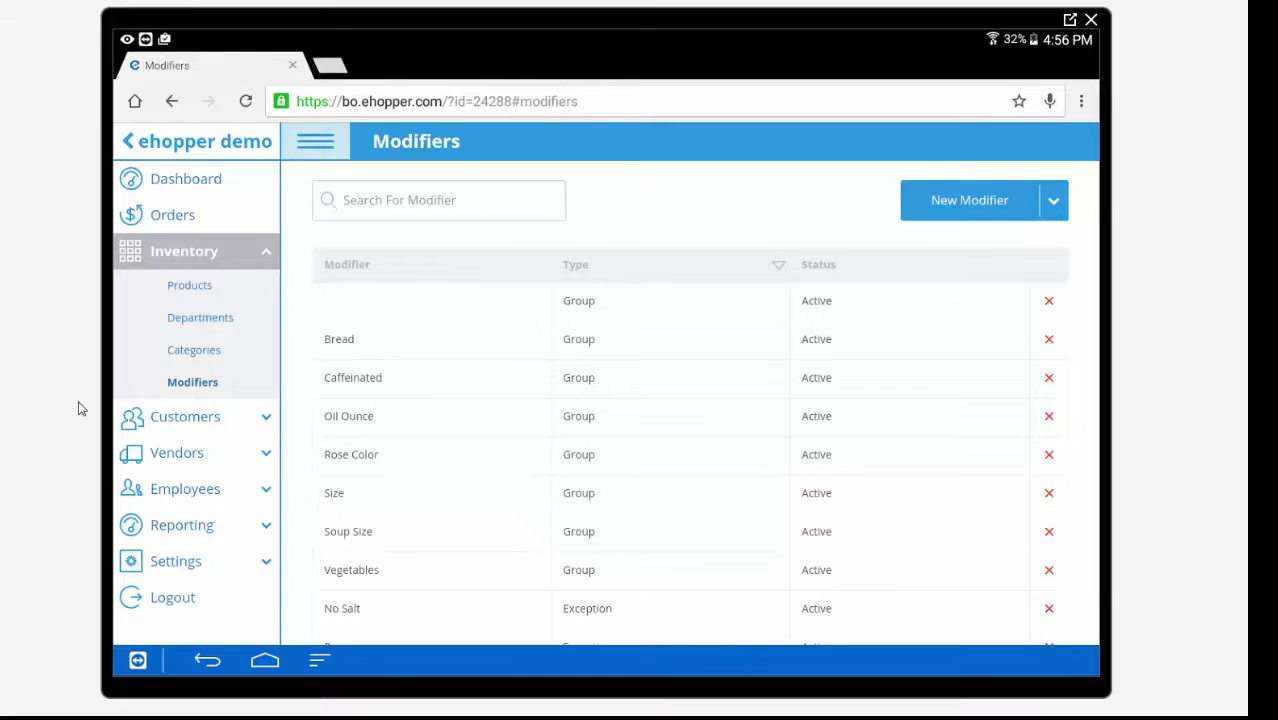 32% 4:56 PM
Modifiers
https://bo.ehopper.com/?id=24288#modifiers
ehopper demo
Modifiers
Dashboard
Orders
Inventory
Products
Departments
Categories
Modifiers
Customers
Vendors
Employees
Reporting
Settings
Logout
Search For Modifier
New Modifier
Modifier Type Status
Group Active
Bread Group Active
Caffeinated Group Active
Oil Ounce Group Active
Rose Color Group Active
Size Group Active
Soup Size Group Active
Vegetables Group Active
No Salt Exception Active